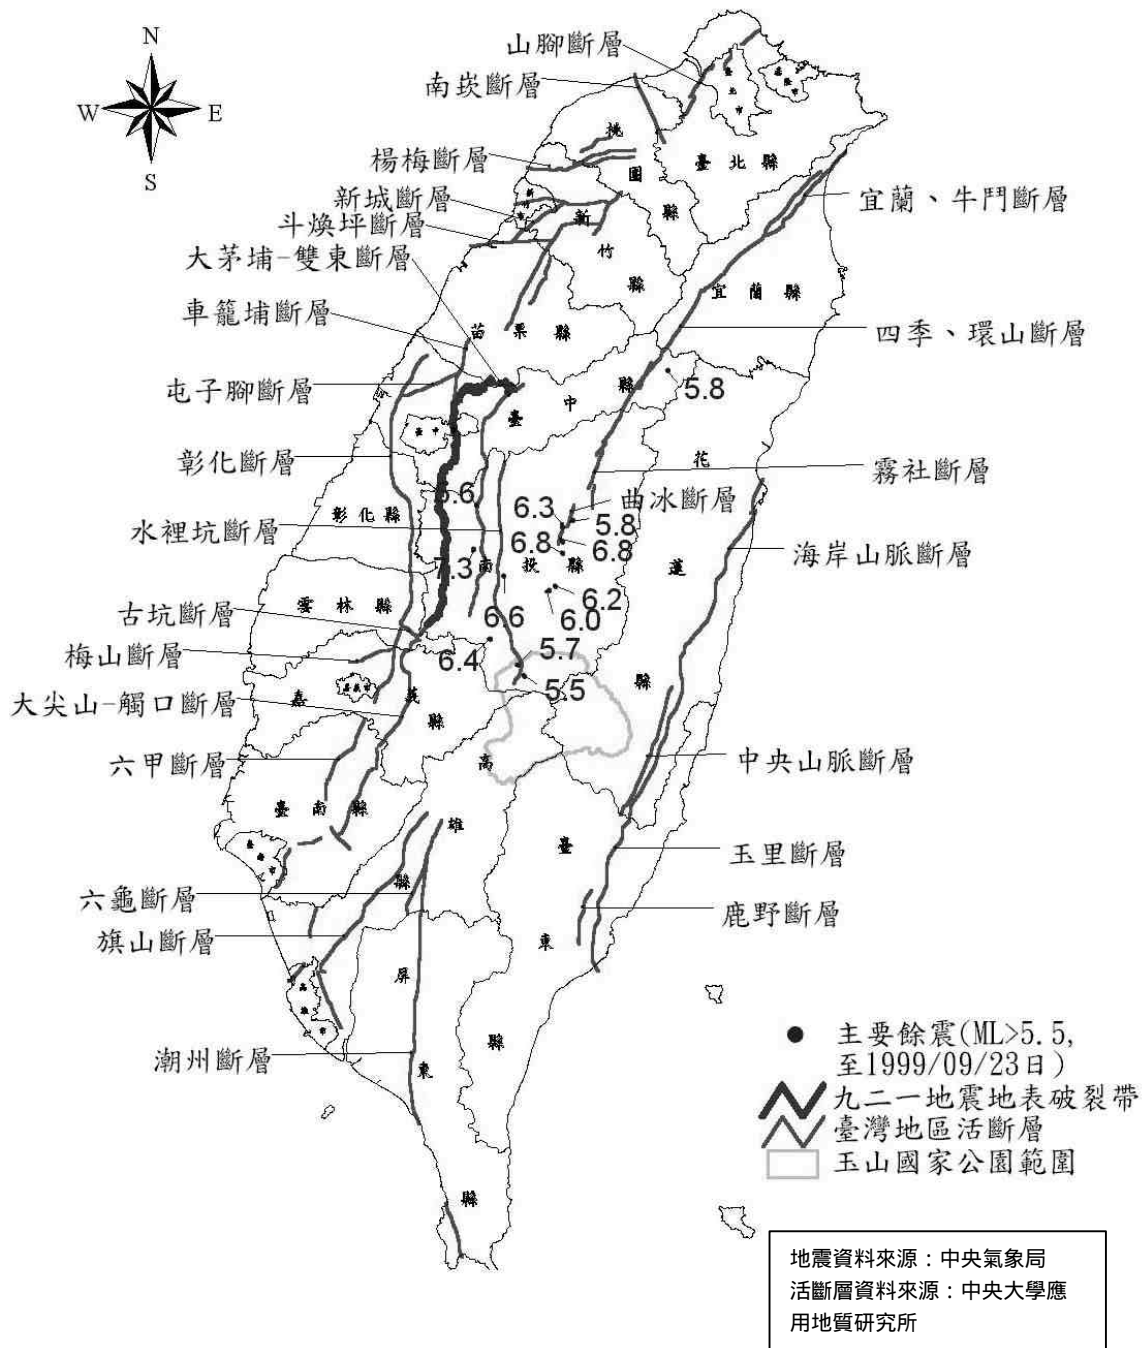 N
W
E
S
山腳斷層
南崁斷層
楊梅斷層
新城斷層
斗煥坪斷層
大茅埔-雙東斷層
車籠埔斷層
屯子腳斷層
彰化斷層
水裡坑斷層
古坑斷層
梅山斷層
大尖山-觸口斷層
六甲斷層
六龜斷層
旗山斷層
潮州斷層
宜蘭、牛鬥斷層
四季、環山斷層
霧社斷層
曲冰斷層
海岸山脈斷層
中央山脈斷層
玉里斷層
鹿野斷層
臺北市
臺北縣
桃園縣
新竹縣
宜蘭縣
苗栗縣
臺中縣
彰化縣
南投縣
花蓮縣
雲林縣
嘉義縣
臺南縣
高雄縣
臺東縣
屏東縣
高雄市
5.8
6.3
5.8
6.8
6.8
6.6
7.3
6.2
6.0
6.6
6.4
5.7
5.5
主要餘震(ML>5.5,
至1999/09/23日)
九二一地震地表破裂帶
臺灣地區活斷層
玉山國家公園範圍
地震資料來源：中央氣象局
活斷層資料來源：中央大學應
用地質研究所